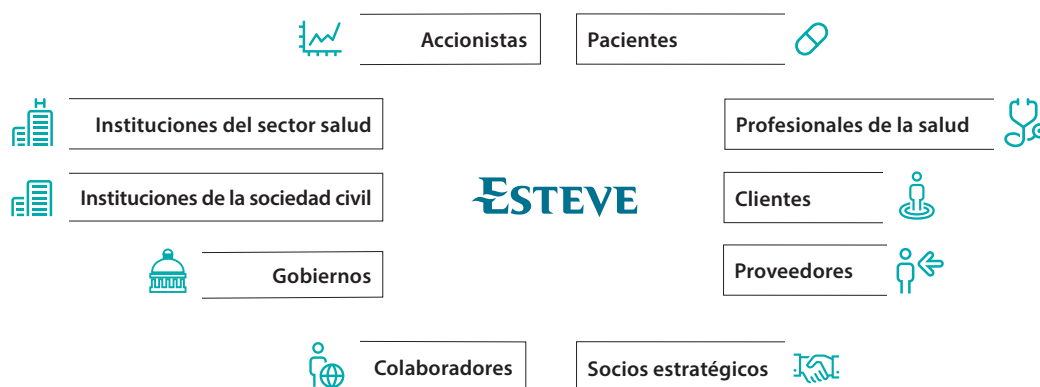 Accionistas
Pacientes
Instituciones del sector salud
Profesionales de la salud
Instituciones de la sociedad civil
ESTEVE
Clientes
Gobiernos
Proveedores
Colaboradores
Socios estratégicos